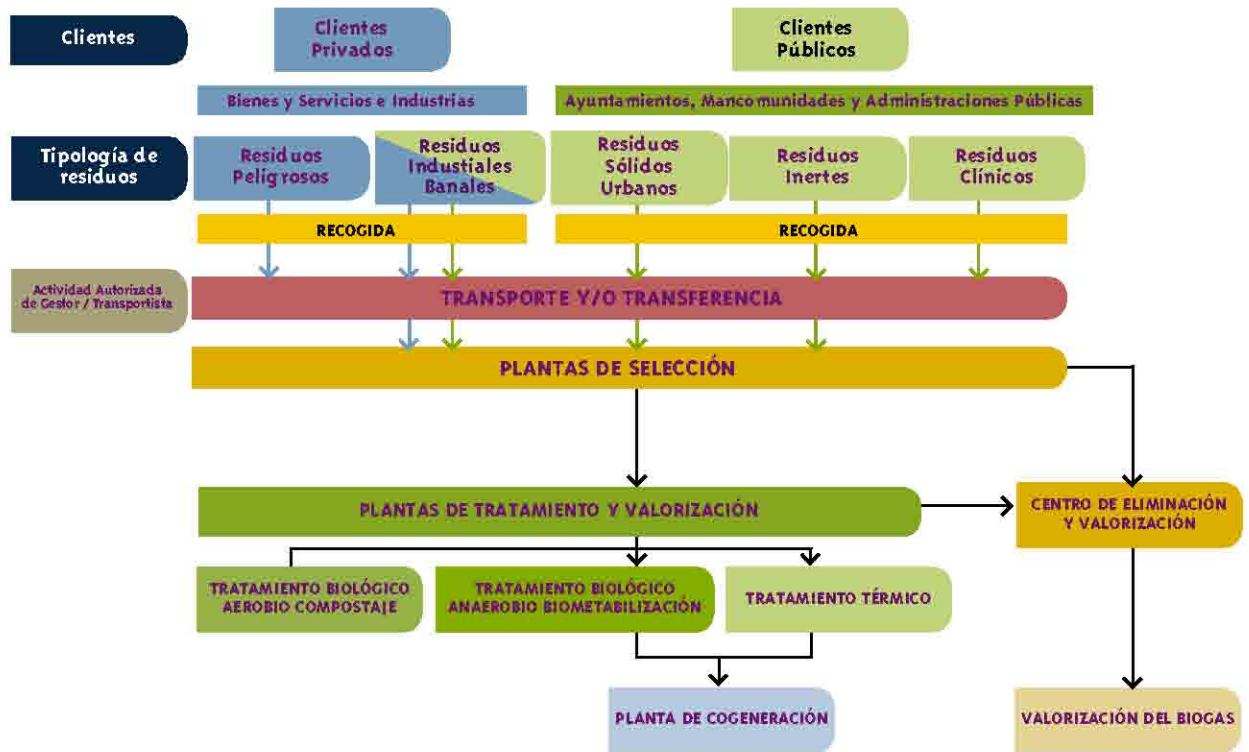 Clientes
Clientes
Privados
Clientes
Públicos
Bienes y Servicios e Industrias
Ayuntamientos, Mancomunidades y Administraciones Públicas
Tipología de
residuos
Residuos
Peligrosos
Residuos
Industiales
Banales
Residuos
Sólidos
Urbanos
Residuos
Inertes
Residuos
Clínicos
RECOGIDA
RECOGIDA
Actividad Autorizada
de Gestor / Transportista
TRANSPORTE Y/O TRANSFERENCIA
PLANTAS DE SELECCIÓN
PLANTAS DE TRATAMIENTO Y VALORIZACIÓN
CENTRO DE ELIMINACIÓN
Y VALORIZACIÓN
TRATAMIENTO BIOLÓGICO
AEROBIO COMPOSTAJE
TRATAMIENTO BIOLÓGICO
ANAEROBIO BIOMETABILIZACIÓN
TRATAMIENTO TÉRMICO
PLANTA DE COGENERACIÓN
VALORIZACIÓN DEL BIOGAS